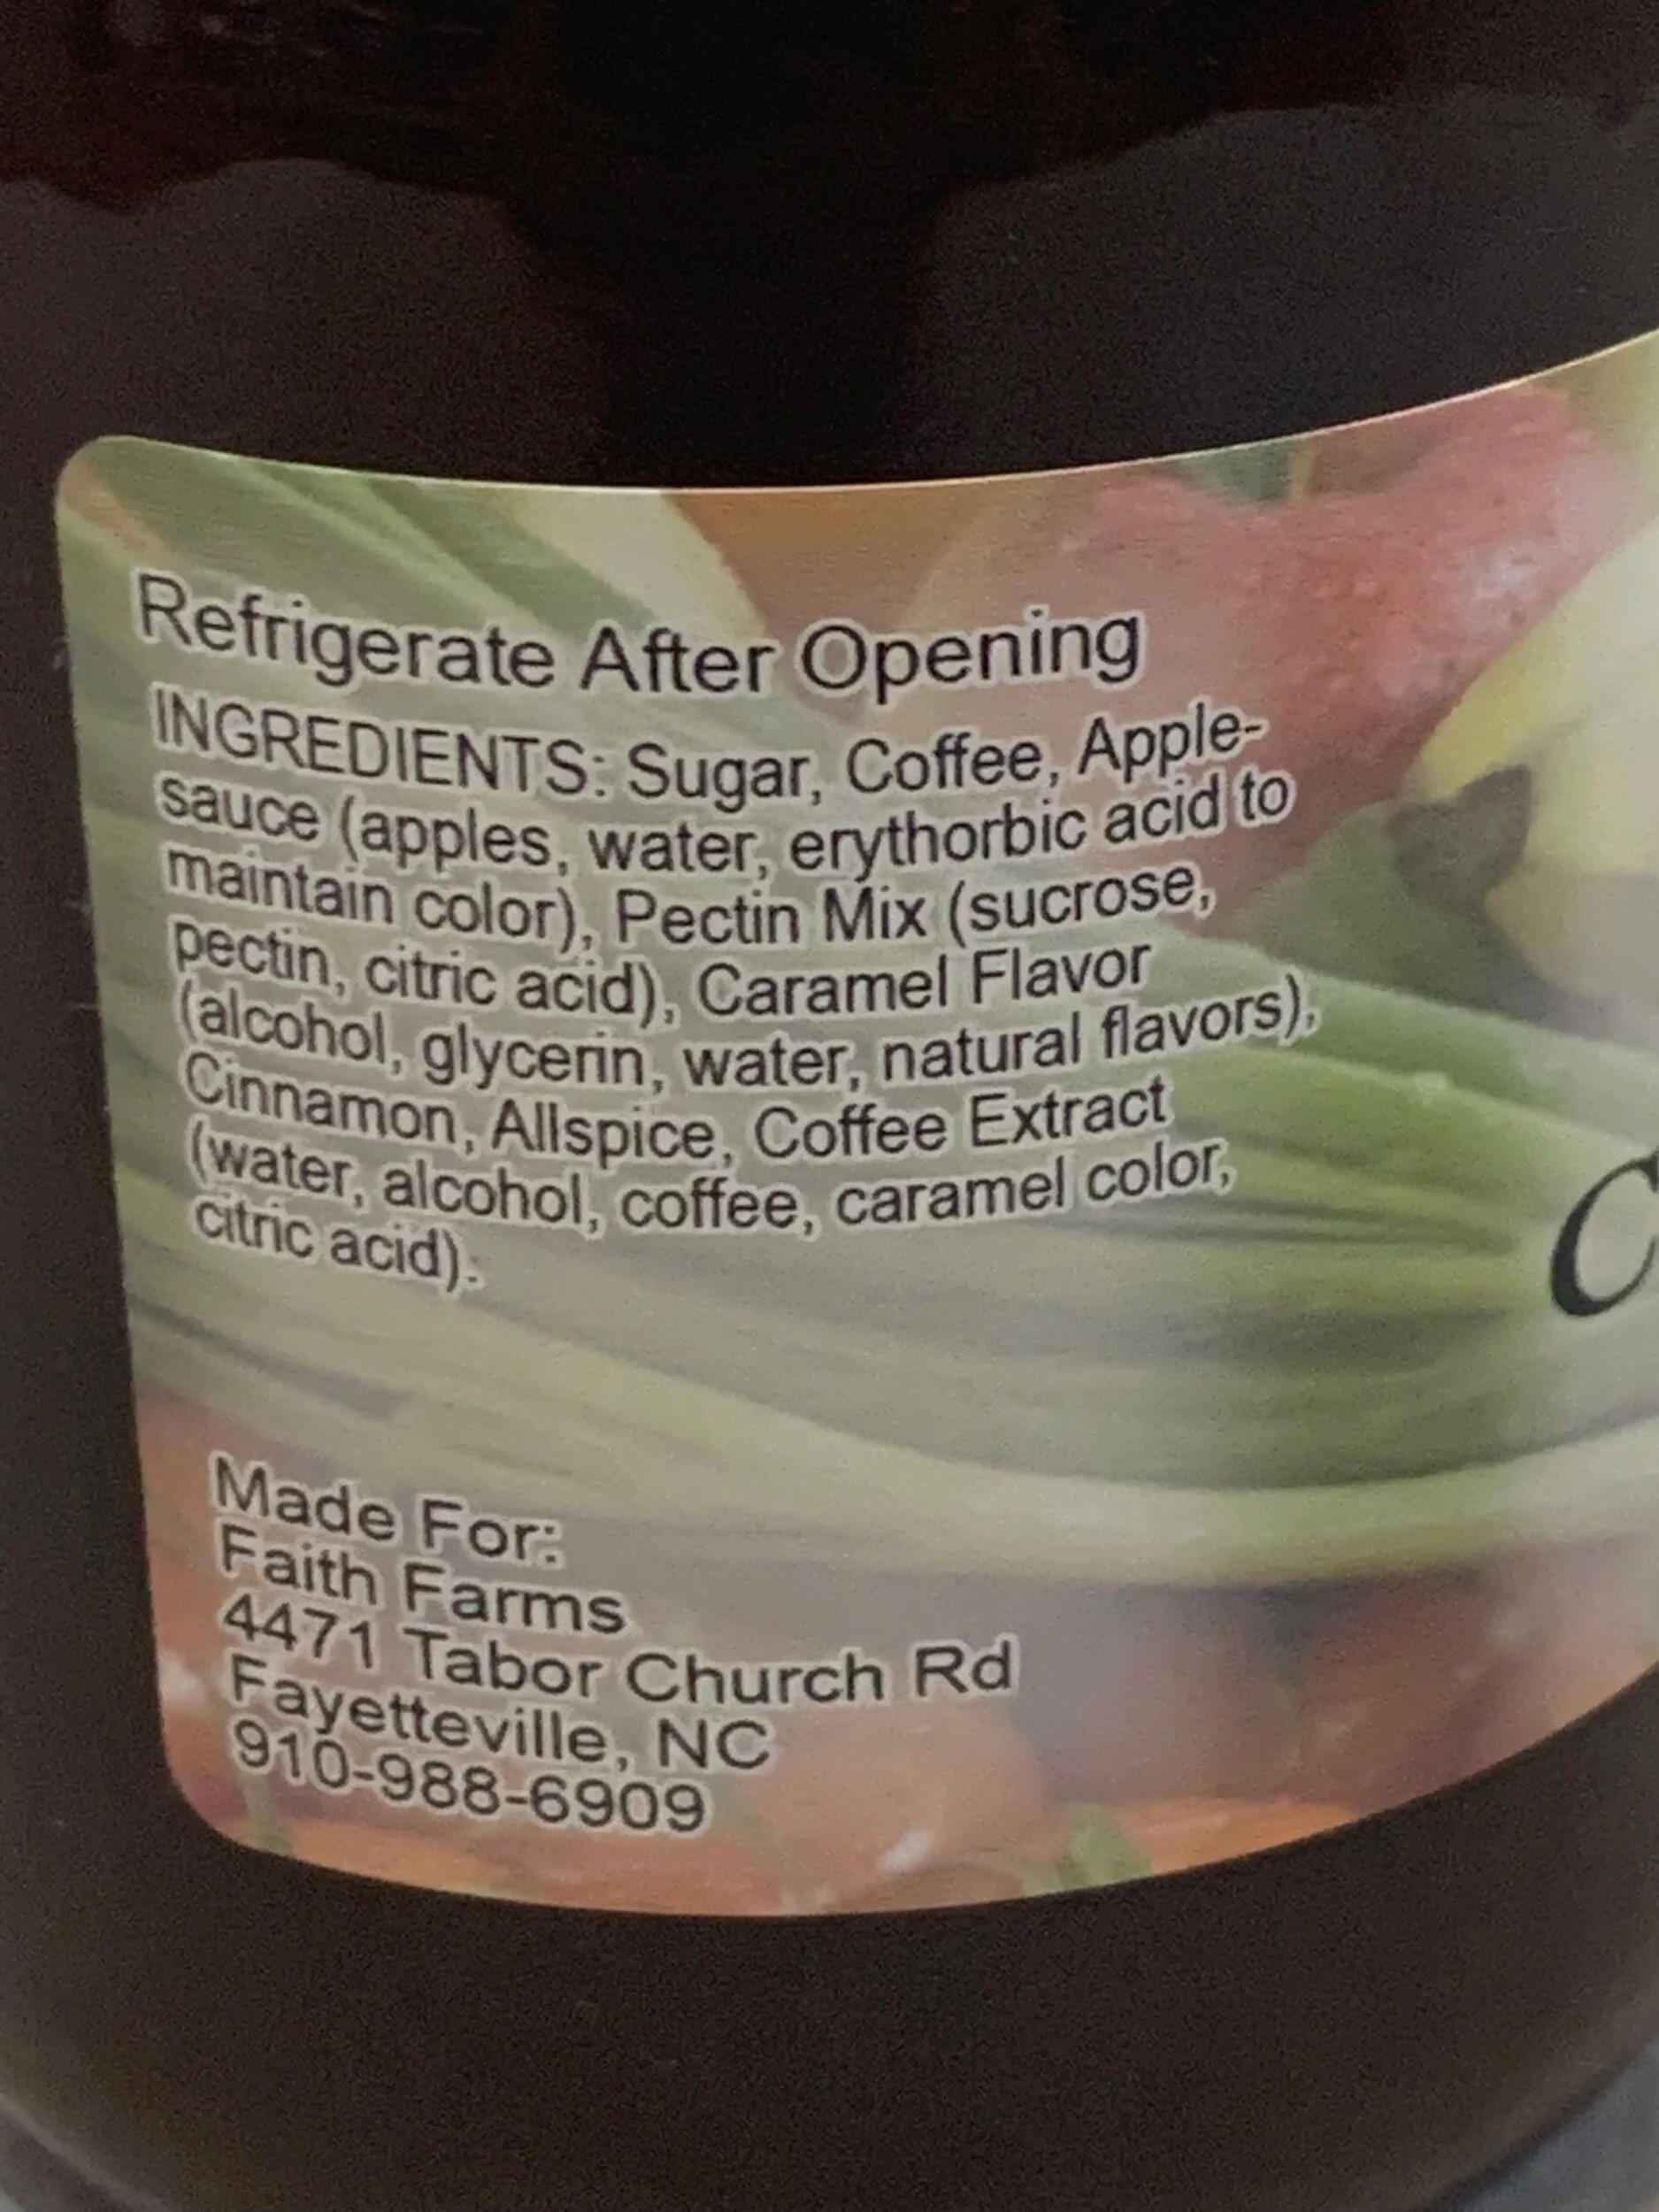 Refrigerate After Opening
INGREDIENTS: Sugar, Coffee, Apple-
sauce (apples, water, erythorbic acid to
maintain color), Pectin Mix (sucrose,
pectin, citric acid), Caramel Flavor
(alcohol, glycerin, water, natural flavors),
Cinnamon, Allspice, Coffee Extract
(water, alcohol, coffee, caramel color,
citric acid).
C
Made For:
Faith Farms
4471 Tabor Church Rd
Fayetteville, NC
910-988-6909